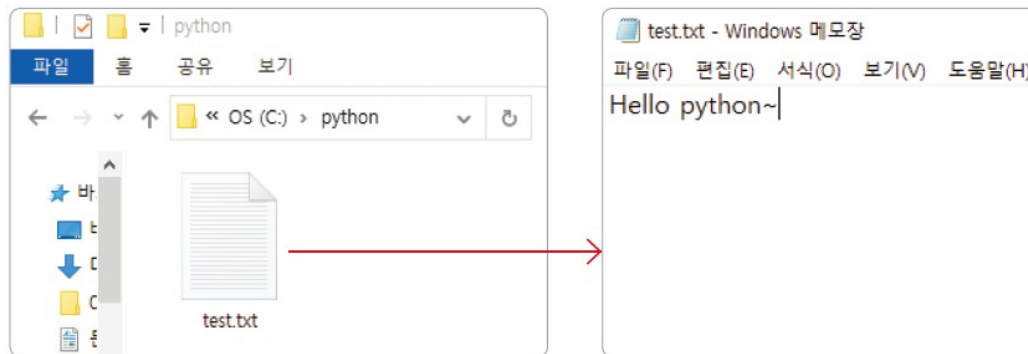 python
파일 홈 공유 보기
« OS (C:) › python
test.txt
test.txt - Windows 메모장
파일(F) 편집(E) 서식(O) 보기(V) 도움말(H)
Hello python~